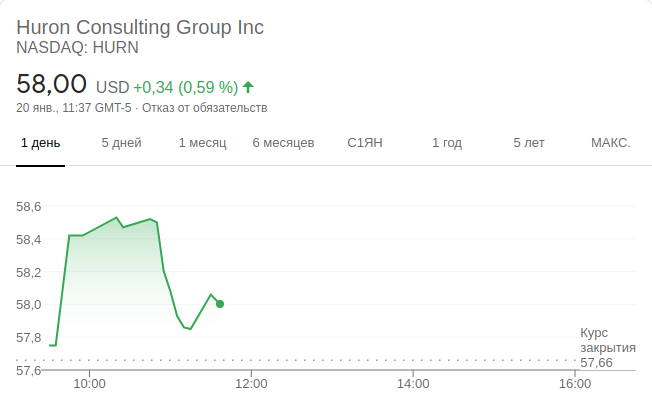 Huron Consulting Group Inc
NASDAQ: HURN
58,00 USD +0,34 (0,59 %)
20 янв., 11:37 GMT-5 · Отказ от обязательств
1 день 5 дней 1 месяц 6 месяцев С1ЯН 1 год 5 лет МАКС.
58,6
58,4
58,2
58,0
57,8
57,6
Курс
закрытия
57,66
10:00 12:00 14:00 16:00